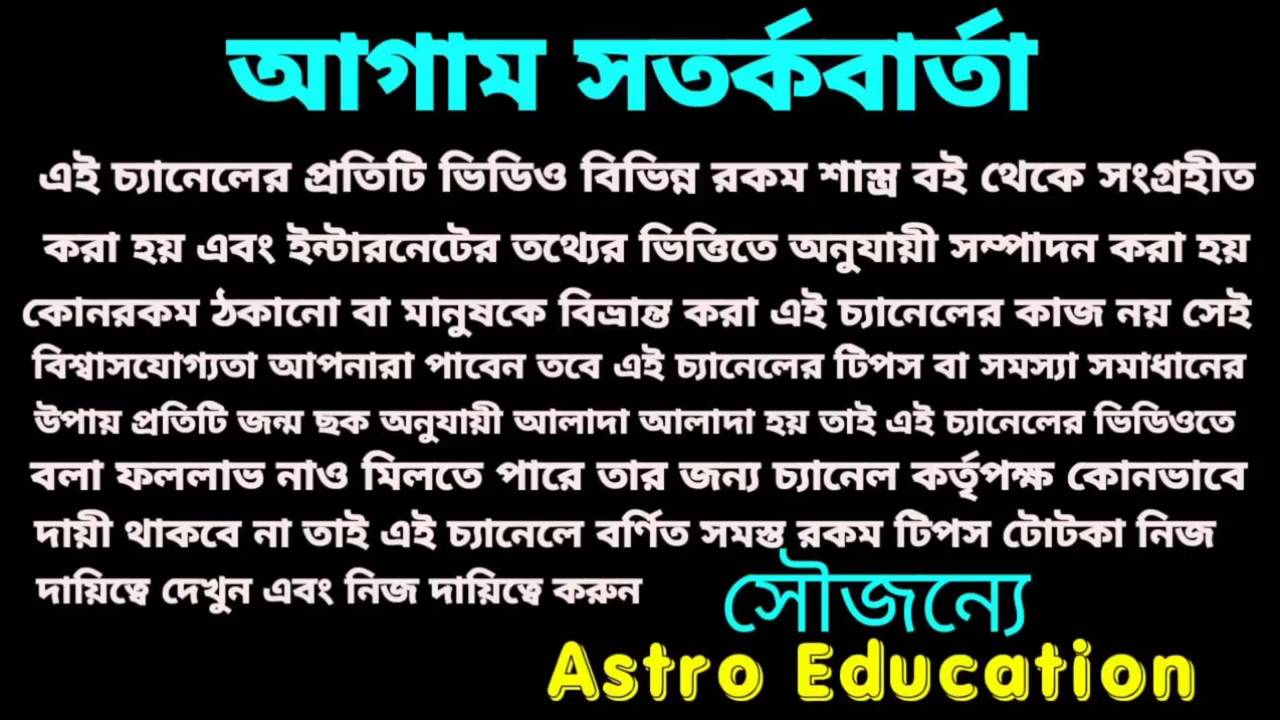 আগাম সতর্কবার্তা
এই চ্যানেলের প্রতিটি ভিডিও বিভিন্ন রকম শাস্ত্র বই থেকে সংগ্রহীত
করা হয় এবং ইন্টারনেটের তথ্যের ভিত্তিতে অনুযায়ী সম্পাদন করা হয়
কোনরকম ঠকানো বা মানুষকে বিভ্রান্ত করা এই চ্যানেলের কাজ নয় সেই
বিশ্বাসযোগ্যতা আপনারা পাবেন তবে এই চ্যানেলের টিপস বা সমস্যা সমাধানের
উপায় প্রতিটি জন্ম ছক অনুযায়ী আলাদা আলাদা হয় তাই এই চ্যানেলের ভিডিওতে
বলা ফললাভ নাও মিলতে পারে তার জন্য চ্যানেল কর্তৃপক্ষ কোনভাবে
দায়ী থাকবে না তাই এই চ্যানেলে বর্ণিত সমস্ত রকম টিপস টোটকা নিজ
দায়িত্বে দেখুন এবং নিজ দায়িত্বে করুন
সৌজন্যে
Astro Education